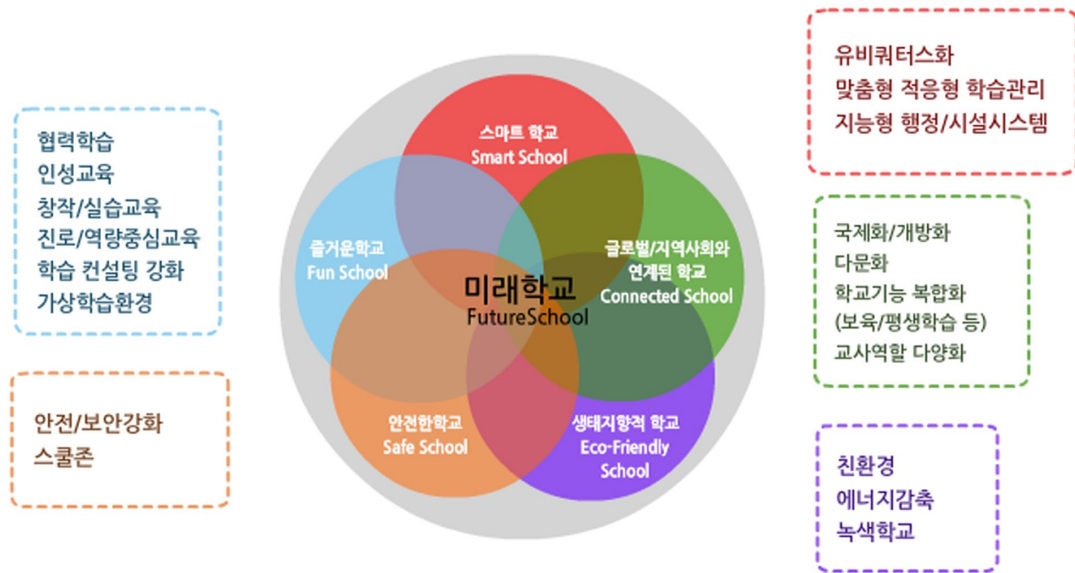 협력학습
인성교육
창작/실습교육
진로/역량중심교육
학습 컨설팅 강화
가상학습환경
안전/보안강화
스쿨존
스마트 학교
Smart School
즐거운학교
Fun School
글로벌/지역사회와
연계된 학교
Connected School
미래학교
FutureSchool
안전한학교
Safe School
생태지향적 학교
Eco-Friendly
School
유비쿼터스화
맞춤형 적응형 학습관리
지능형 행정/시설시스템
국제화/개방화
다문화
학교기능 복합화
(보육/평생학습 등)
교사역할 다양화
친환경
에너지감축
녹색학교